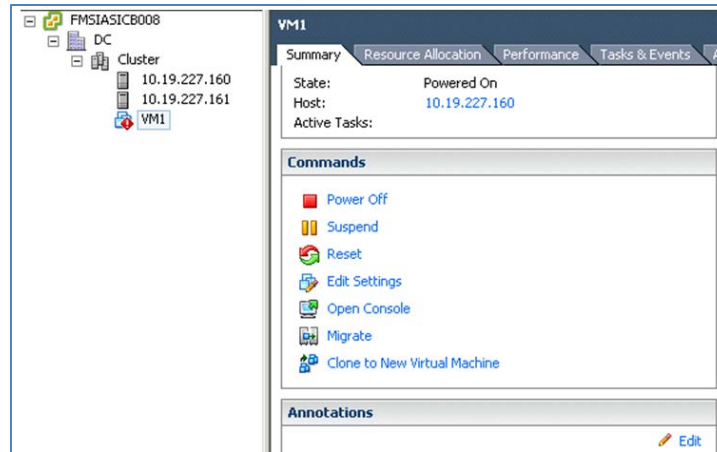 FMSIASICB008
DC
Cluster
10.19.227.160
10.19.227.161
VM1
VM1
Summary Resource Allocation Performance Tasks & Events
State: Powered On
Host: 10.19.227.160
Active Tasks:
Commands
Power Off
Suspend
Reset
Edit Settings
Open Console
Migrate
Clone to New Virtual Machine
Annotations
Edit